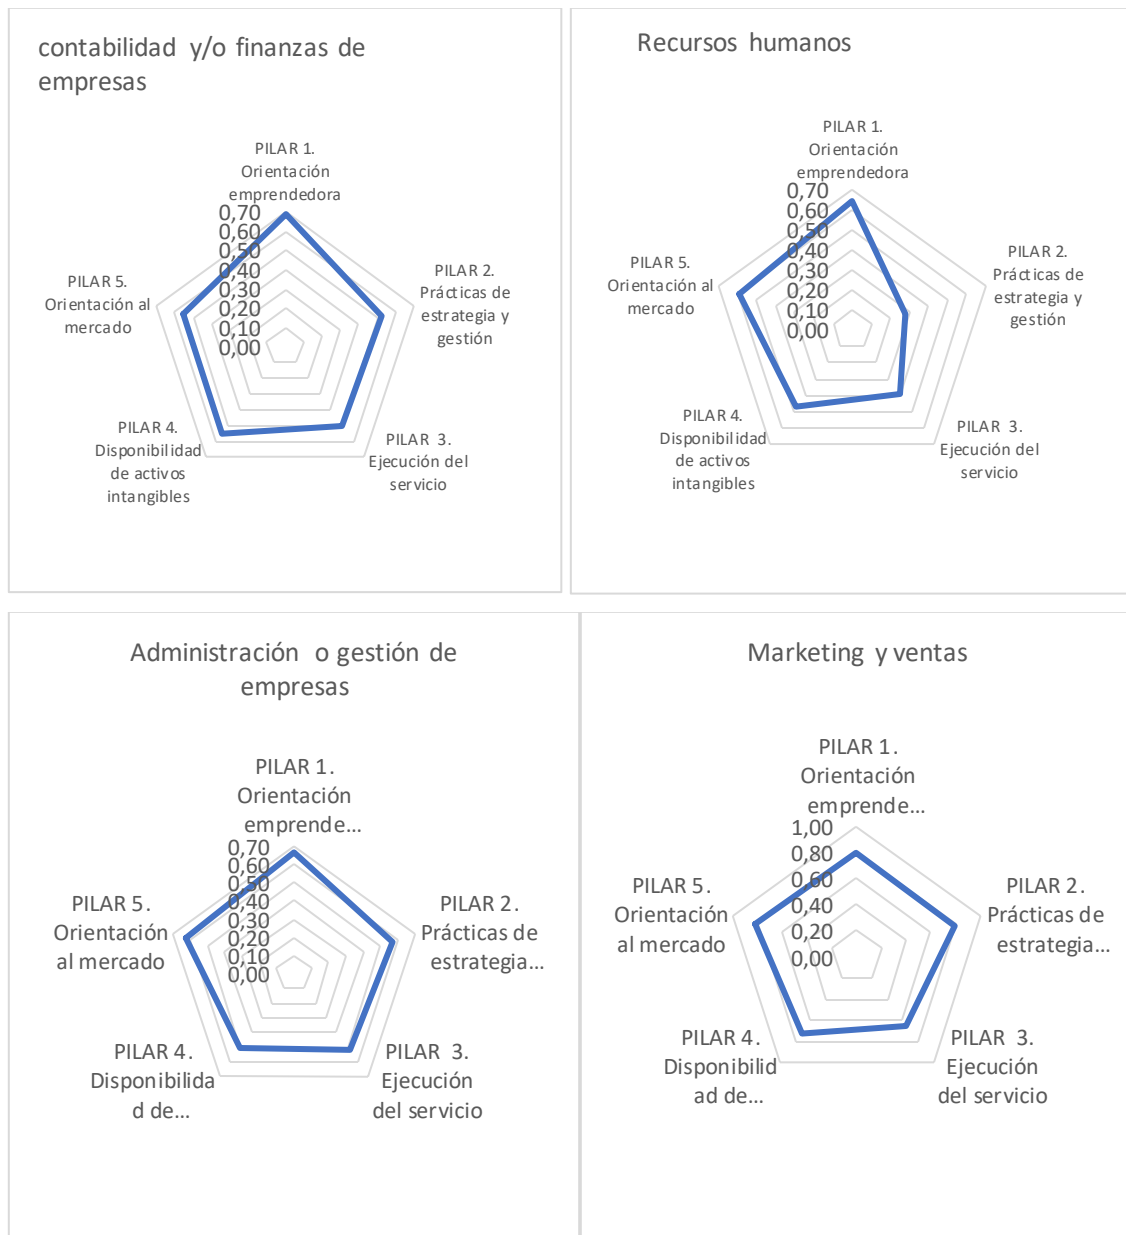 contabilidad y/o finanzas de
empresas
PILAR 1.
Orientación
emprendedora
0,70
0,60
0,50
0,40
0,30
0,20
0,10
0,00
PILAR 2.
Prácticas de
estrategia y
gestión
PILAR 3.
Ejecución del
servicio
PILAR 4.
Disponibilidad
de activos
intangibles
PILAR 5.
Orientación al
mercado
Recursos humanos
PILAR 1.
Orientación
emprendedora
0,70
0,60
0,50
0,40
0,30
0,20
0,10
0,00
PILAR 2.
Prácticas de
estrategia y
gestión
PILAR 3.
Ejecución del
servicio
PILAR 4.
Disponibilidad
de activos
intangibles
PILAR 5.
Orientación al
mercado
Administración o gestión de
empresas
PILAR 1.
Orientación
emprende...
0,70
0,60
0,50
0,40
0,30
0,20
0,10
0,00
PILAR 2.
Prácticas de
estrategia...
PILAR 3.
Ejecución
del servicio
PILAR 4.
Disponibilida
d de...
PILAR 5.
Orientación
al mercado
Marketing y ventas
PILAR 1.
Orientación
emprende...
1,00
0,80
0,60
0,40
0,20
0,00
PILAR 2.
Prácticas de
estrategia...
PILAR 3.
Ejecución
del servicio
PILAR 4.
Disponibilid
ad de...
PILAR 5.
Orientación
al mercado